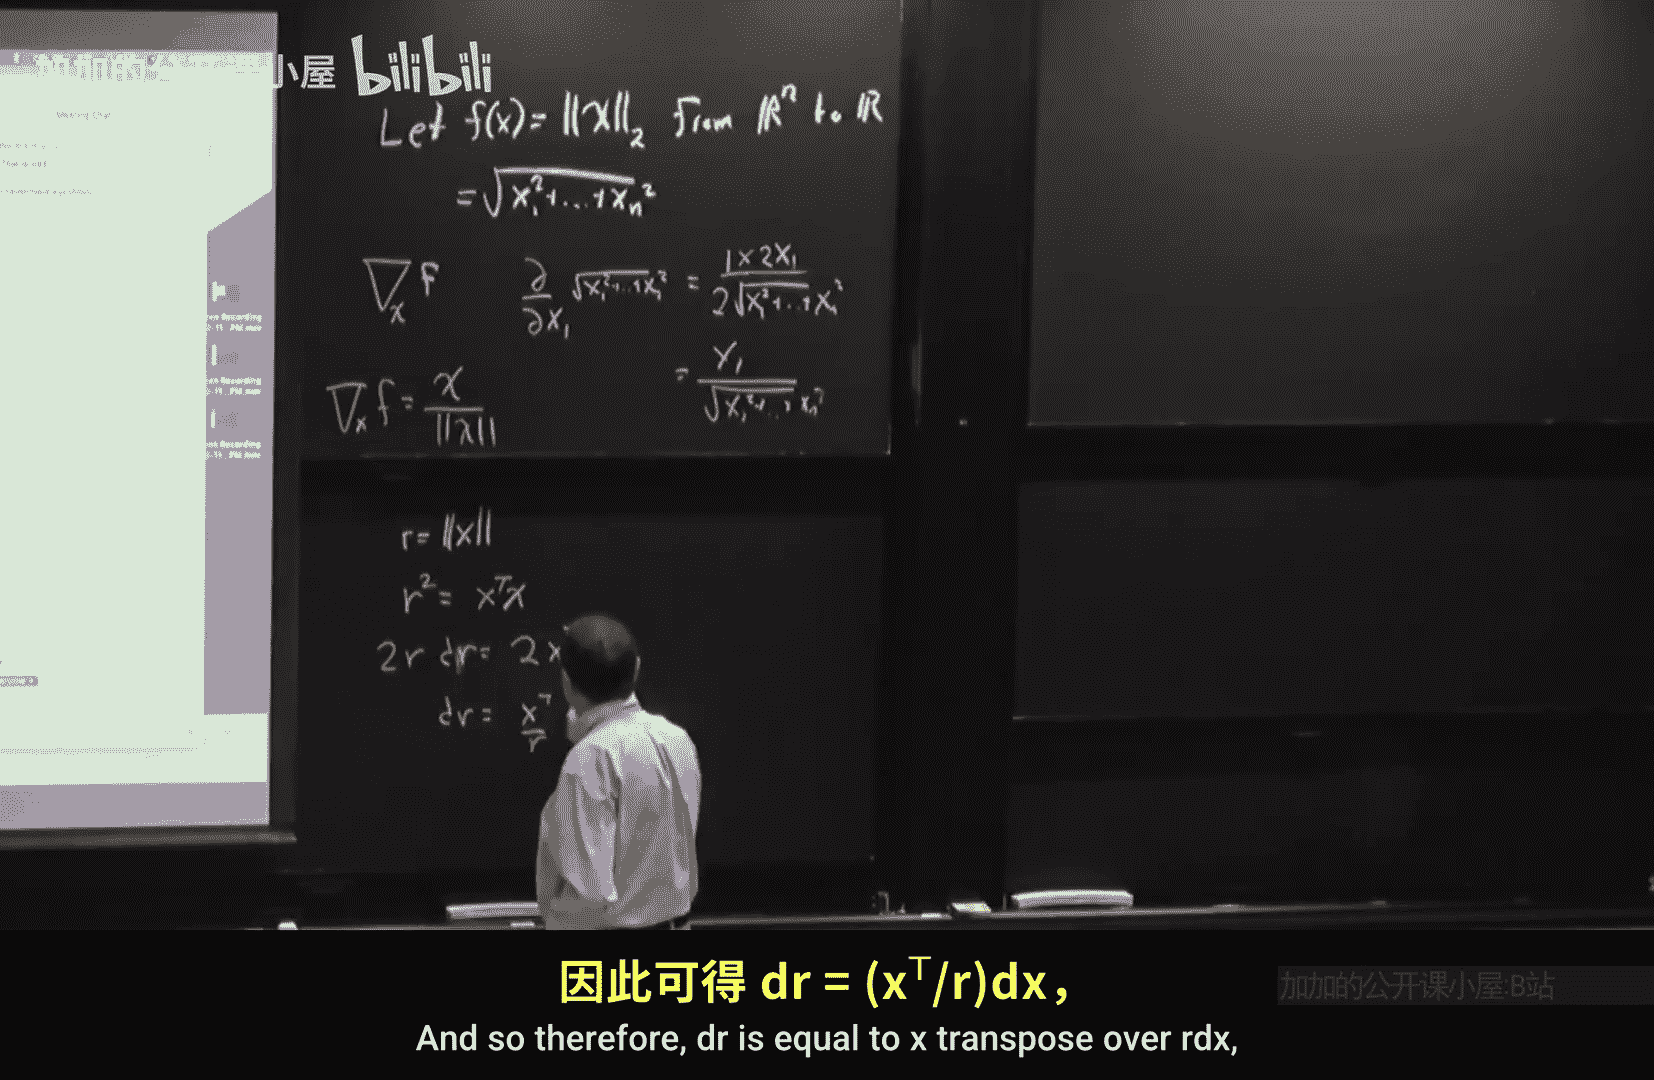 小屋 bilibili
Let f(x) = ||x||₂ from ℝⁿ to ℝ
= √(x₁²+...+xₙ²)
∇ₓ f
∂/∂x₁ √(x₁²+...+xₙ²) = 1×2x₁ / 2√(x₁²+...+xₙ²)
= x₁ / √(x₁²+...+xₙ²)
∇ₓ f = x / ||x||
r = ||x||
r² = xᵀx
2r dr = 2x
dr = xᵀ/r
因此可得 dr = (x⊤/r)dx，
And so therefore, dr is equal to x transpose over rdx,
加加的公开课小屋:B站